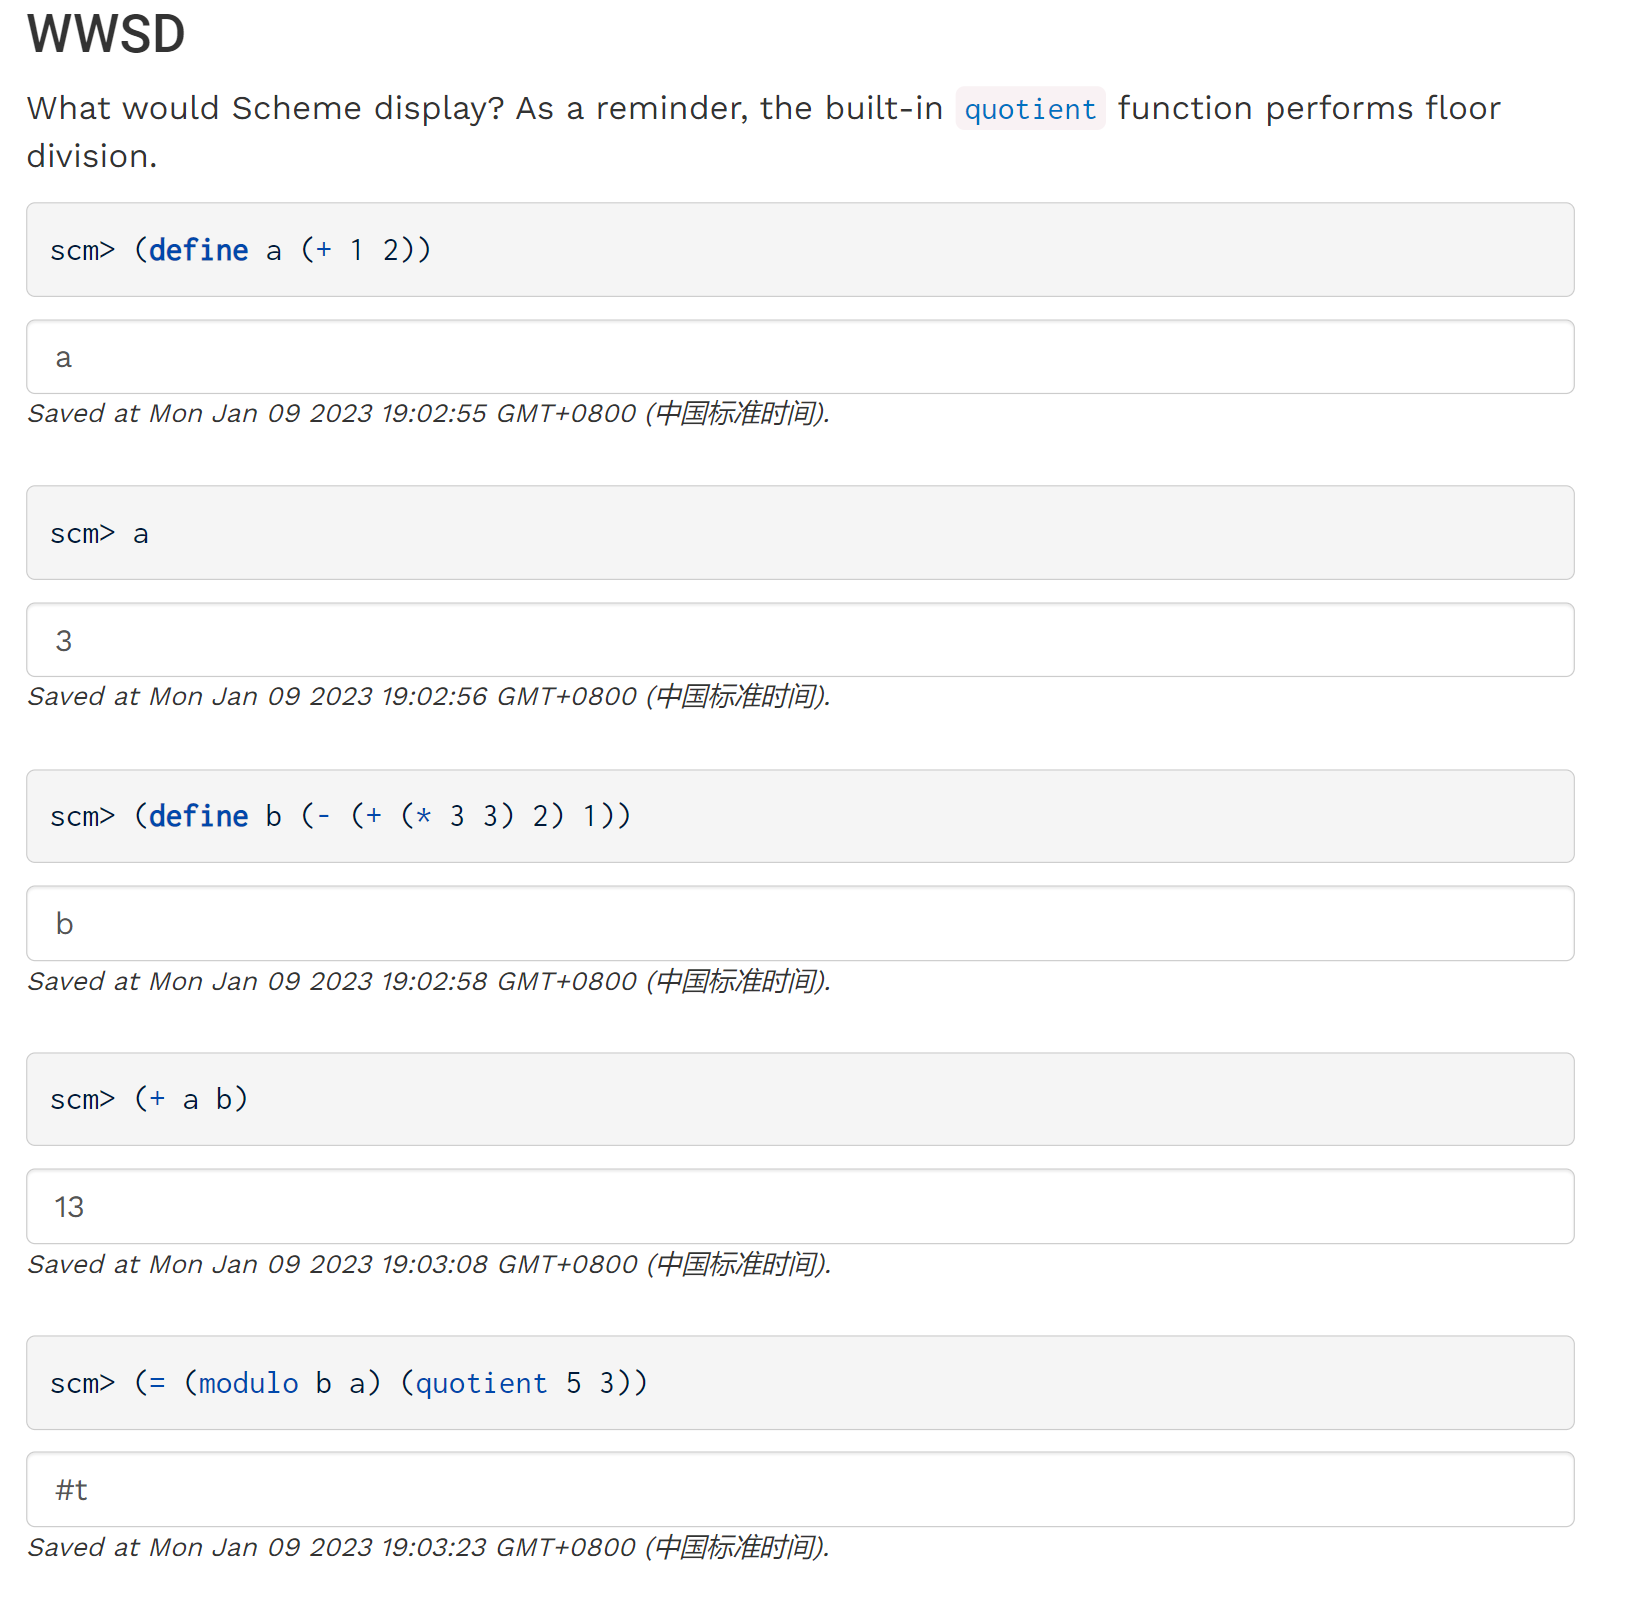 WWSD
What would Scheme display? As a reminder, the built-in quotient function performs floor
division.
scm> (define a (+ 1 2))
a
Saved at Mon Jan 09 2023 19:02:55 GMT+0800 (中国标准时间).
scm> a
3
Saved at Mon Jan 09 2023 19:02:56 GMT+0800 (中国标准时间).
scm> (define b (- (+ (* 3 3) 2) 1))
b
Saved at Mon Jan 09 2023 19:02:58 GMT+0800 (中国标准时间).
scm> (+ a b)
13
Saved at Mon Jan 09 2023 19:03:08 GMT+0800 (中国标准时间).
scm> (= (modulo b a) (quotient 5 3))
#t
Saved at Mon Jan 09 2023 19:03:23 GMT+0800 (中国标准时间).